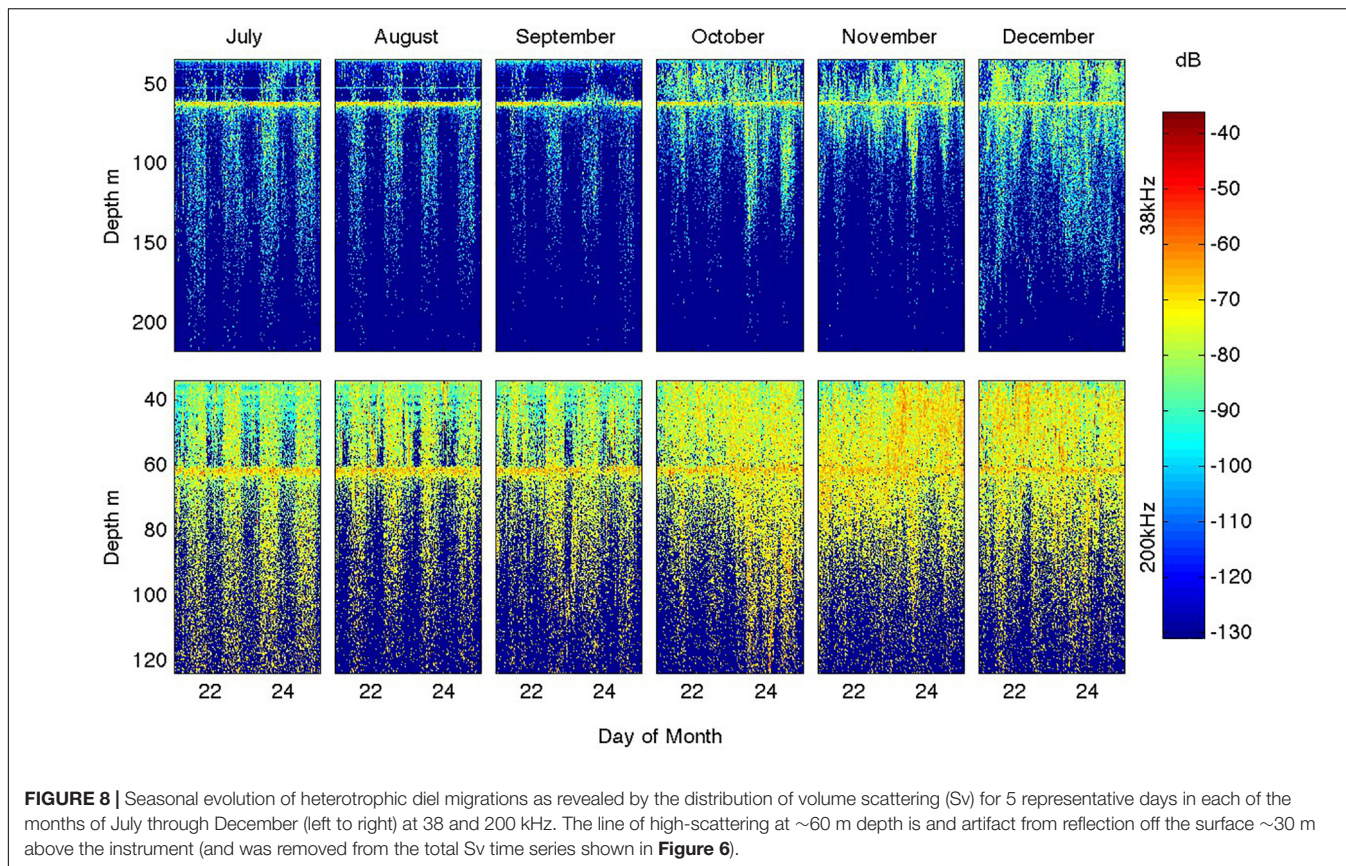 July August September October November December
dB
50
100
150
200
Depth m
38kHz
40
60
80
100
120
Depth m
200kHz
-40
-50
-60
-70
-80
-90
-100
-110
-120
-130
22 24 22 24 22 24 22 24 22 24 22 24
Day of Month
FIGURE 8 | Seasonal evolution of heterotrophic diel migrations as revealed by the distribution of volume scattering (Sv) for 5 representative days in each of the
months of July through December (left to right) at 38 and 200 kHz. The line of high-scattering at ~60 m depth is and artifact from reflection off the surface ~30 m
above the instrument (and was removed from the total Sv time series shown in Figure 6).